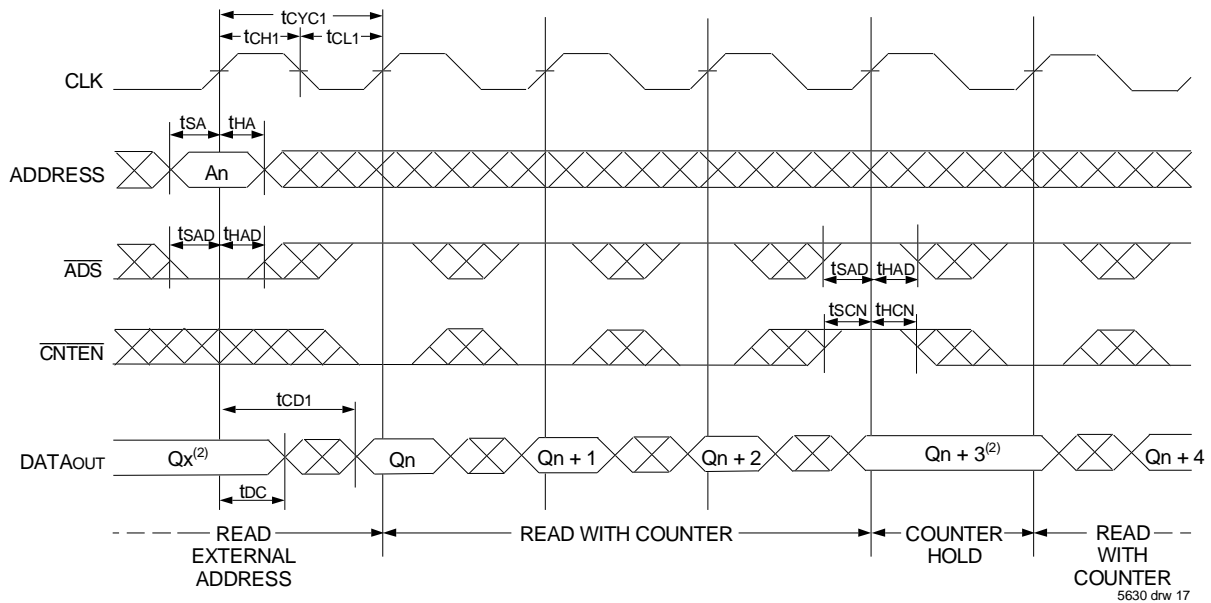 tCYC1
tCH1 tCL1
CLK
tSA tHA
ADDRESS An
tSAD tHAD
ADS
tSAD tHAD
tSCN tHCN
CNTEN
tCD1
DATAOUT Qx(2) Qn Qn + 1 Qn + 2 Qn + 3(2) Qn + 4
tDC
READ EXTERNAL ADDRESS
READ WITH COUNTER
COUNTER HOLD
READ WITH COUNTER
5630 drw 17